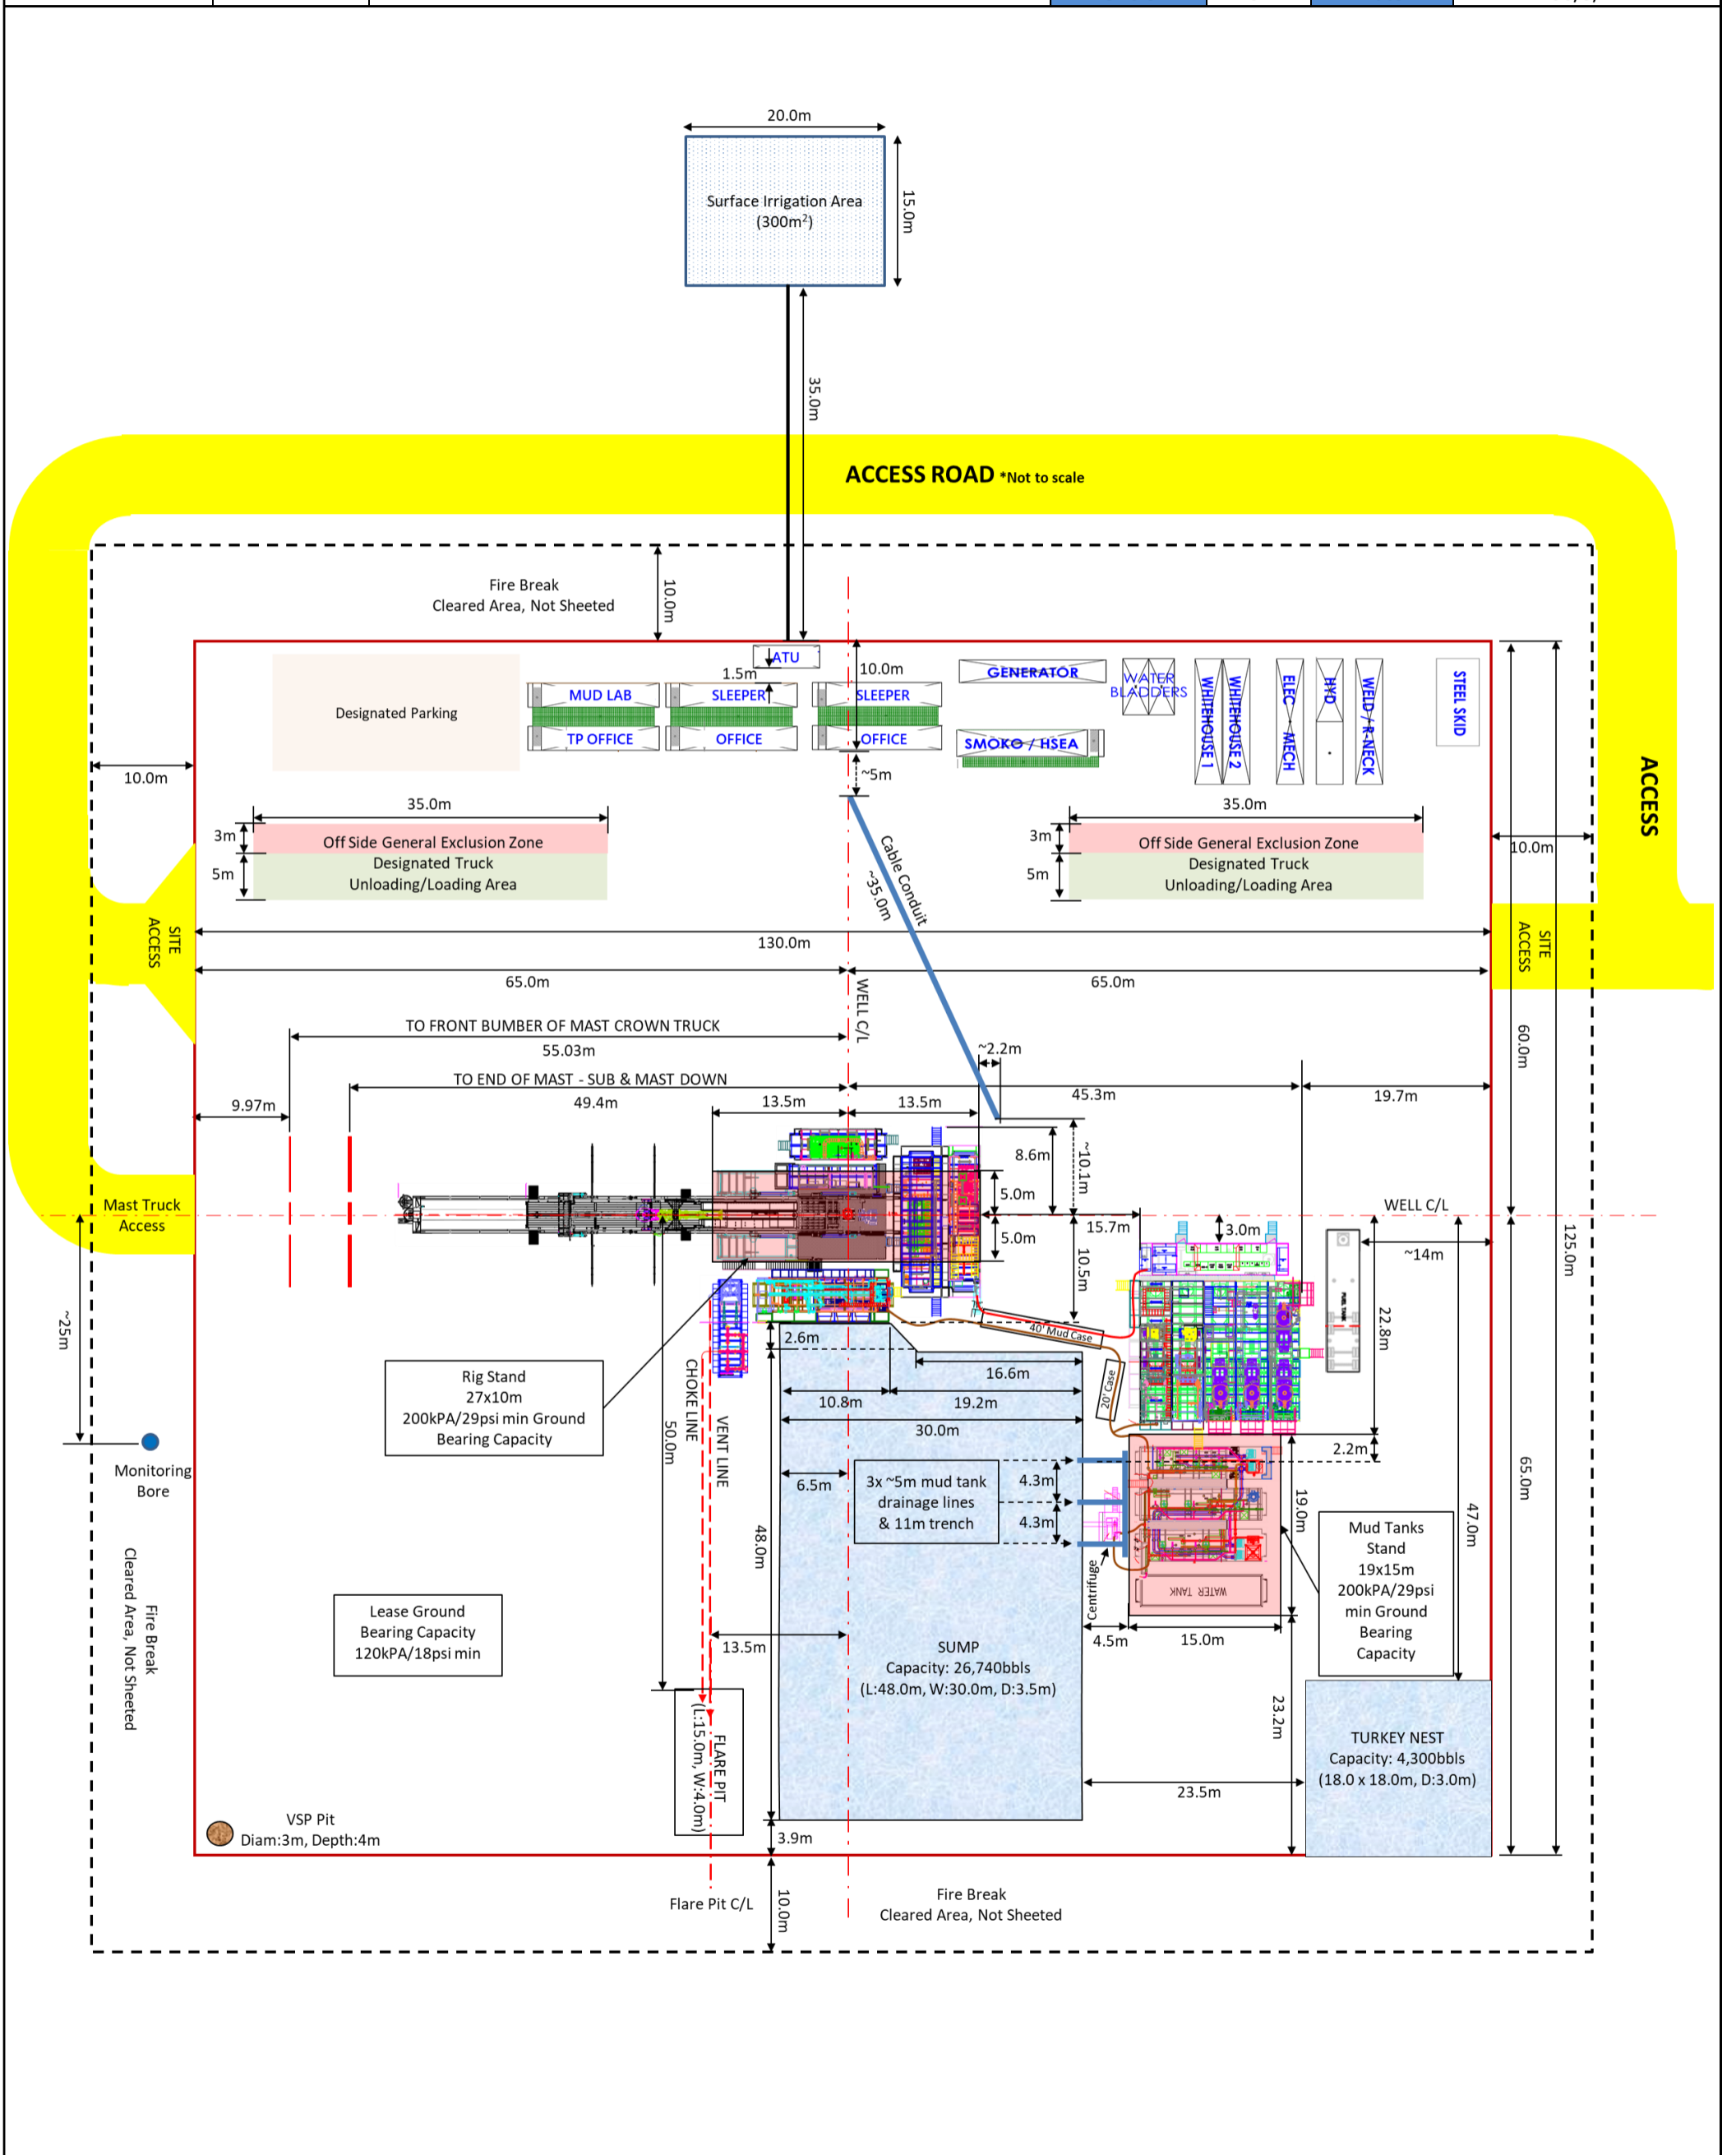 20.0m
Surface Irrigation Area
(300m²)
15.0m
35.0m
ACCESS ROAD *Not to scale
Fire Break
Cleared Area, Not Sheeted
10.0m
ATU
1.5m
10.0m
GENERATOR
WATER
BLADDERS
WHITEHOUSE 1
WHITEHOUSE 2
ELEC
MECH
HYD
WELD / R-NECK
STEEL SKID
Designated Parking
MUD LAB
SLEEPER
SLEEPER
TP OFFICE
OFFICE
OFFICE
SMOKO / HSEA
~5m
10.0m
ACCESS
35.0m
35.0m
3m
Off Side General Exclusion Zone
3m
Off Side General Exclusion Zone
10.0m
5m
Designated Truck
Unloading/Loading Area
5m
Designated Truck
Unloading/Loading Area
Cable Conduit
~35.0m
SITE
ACCESS
SITE
ACCESS
130.0m
65.0m
65.0m
WELL C/L
TO FRONT BUMBER OF MAST CROWN TRUCK
55.03m
60.0m
~2.2m
TO END OF MAST - SUB & MAST DOWN
49.4m
45.3m
19.7m
9.97m
13.5m
13.5m
8.6m
~10.1m
5.0m
Mast Truck
Access
WELL C/L
15.7m
3.0m
5.0m
10.5m
~14m
125.0m
FUEL TANK
~25m
22.8m
40' Mud Case
2.6m
16.6m
20' Case
Rig Stand
27x10m
200kPA/29psi min Ground
Bearing Capacity
CHOKE LINE
VENT LINE
50.0m
10.8m
19.2m
30.0m
Monitoring
Bore
2.2m
6.5m
3x ~5m mud tank
drainage lines
& 11m trench
4.3m
4.3m
19.0m
47.0m
65.0m
48.0m
Mud Tanks
Stand
19x15m
200kPA/29psi
min Ground
Bearing
Capacity
Centrifuge
WATER TANK
Fire Break
Cleared Area, Not Sheeted
Lease Ground
Bearing Capacity
120kPA/18psi min
13.5m
4.5m
15.0m
SUMP
Capacity: 26,740bbls
(L:48.0m, W:30.0m, D:3.5m)
23.2m
FLARE PIT
(L:15.0m, W:4.0m)
TURKEY NEST
Capacity: 4,300bbls
(18.0 x 18.0m, D:3.0m)
23.5m
VSP Pit
Diam:3m, Depth:4m
3.9m
Flare Pit C/L
10.0m
Fire Break
Cleared Area, Not Sheeted